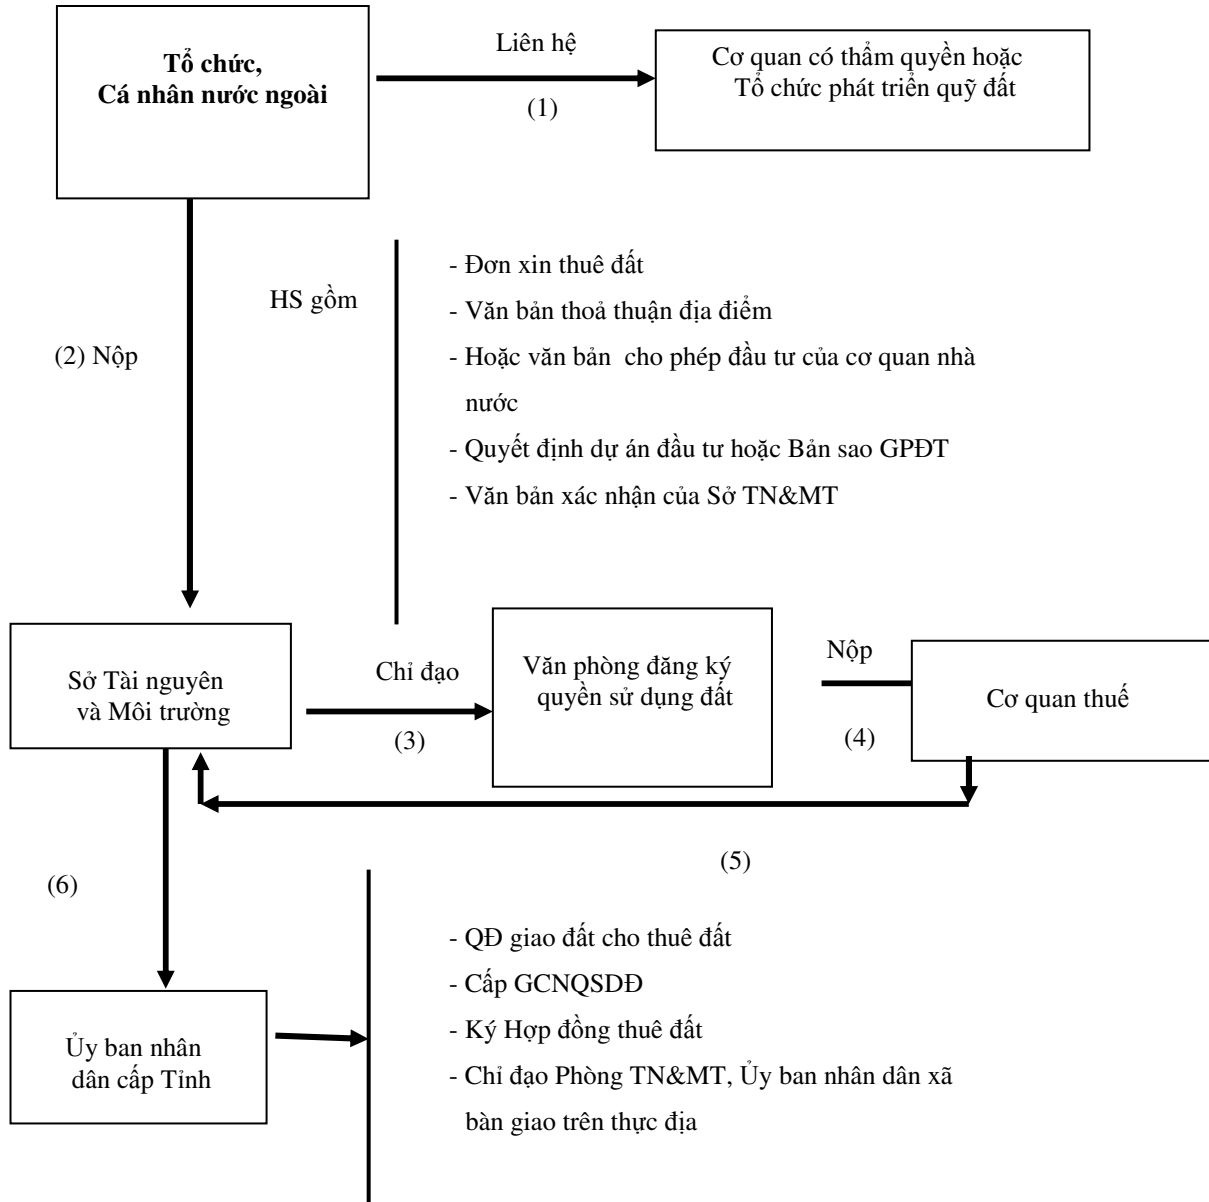 Tổ chức,
Cá nhân nước ngoài
Liên hệ
(1)
Cơ quan có thẩm quyền hoặc
Tổ chức phát triển quỹ đất
(2) Nộp
HS gồm
- Đơn xin thuê đất
- Văn bản thoả thuận địa điểm
- Hoặc văn bản cho phép đầu tư của cơ quan nhà
nước
- Quyết định dự án đầu tư hoặc Bản sao GPĐT
- Văn bản xác nhận của Sở TN&MT
Sở Tài nguyên
và Môi trường
Chỉ đạo
(3)
Văn phòng đăng ký
quyền sử dụng đất
Nộp
(4)
Cơ quan thuế
(5)
(6)
Ủy ban nhân
dân cấp Tỉnh
- QĐ giao đất cho thuê đất
- Cấp GCNQSDĐ
- Ký Hợp đồng thuê đất
- Chỉ đạo Phòng TN&MT, Ủy ban nhân dân xã
bàn giao trên thực địa